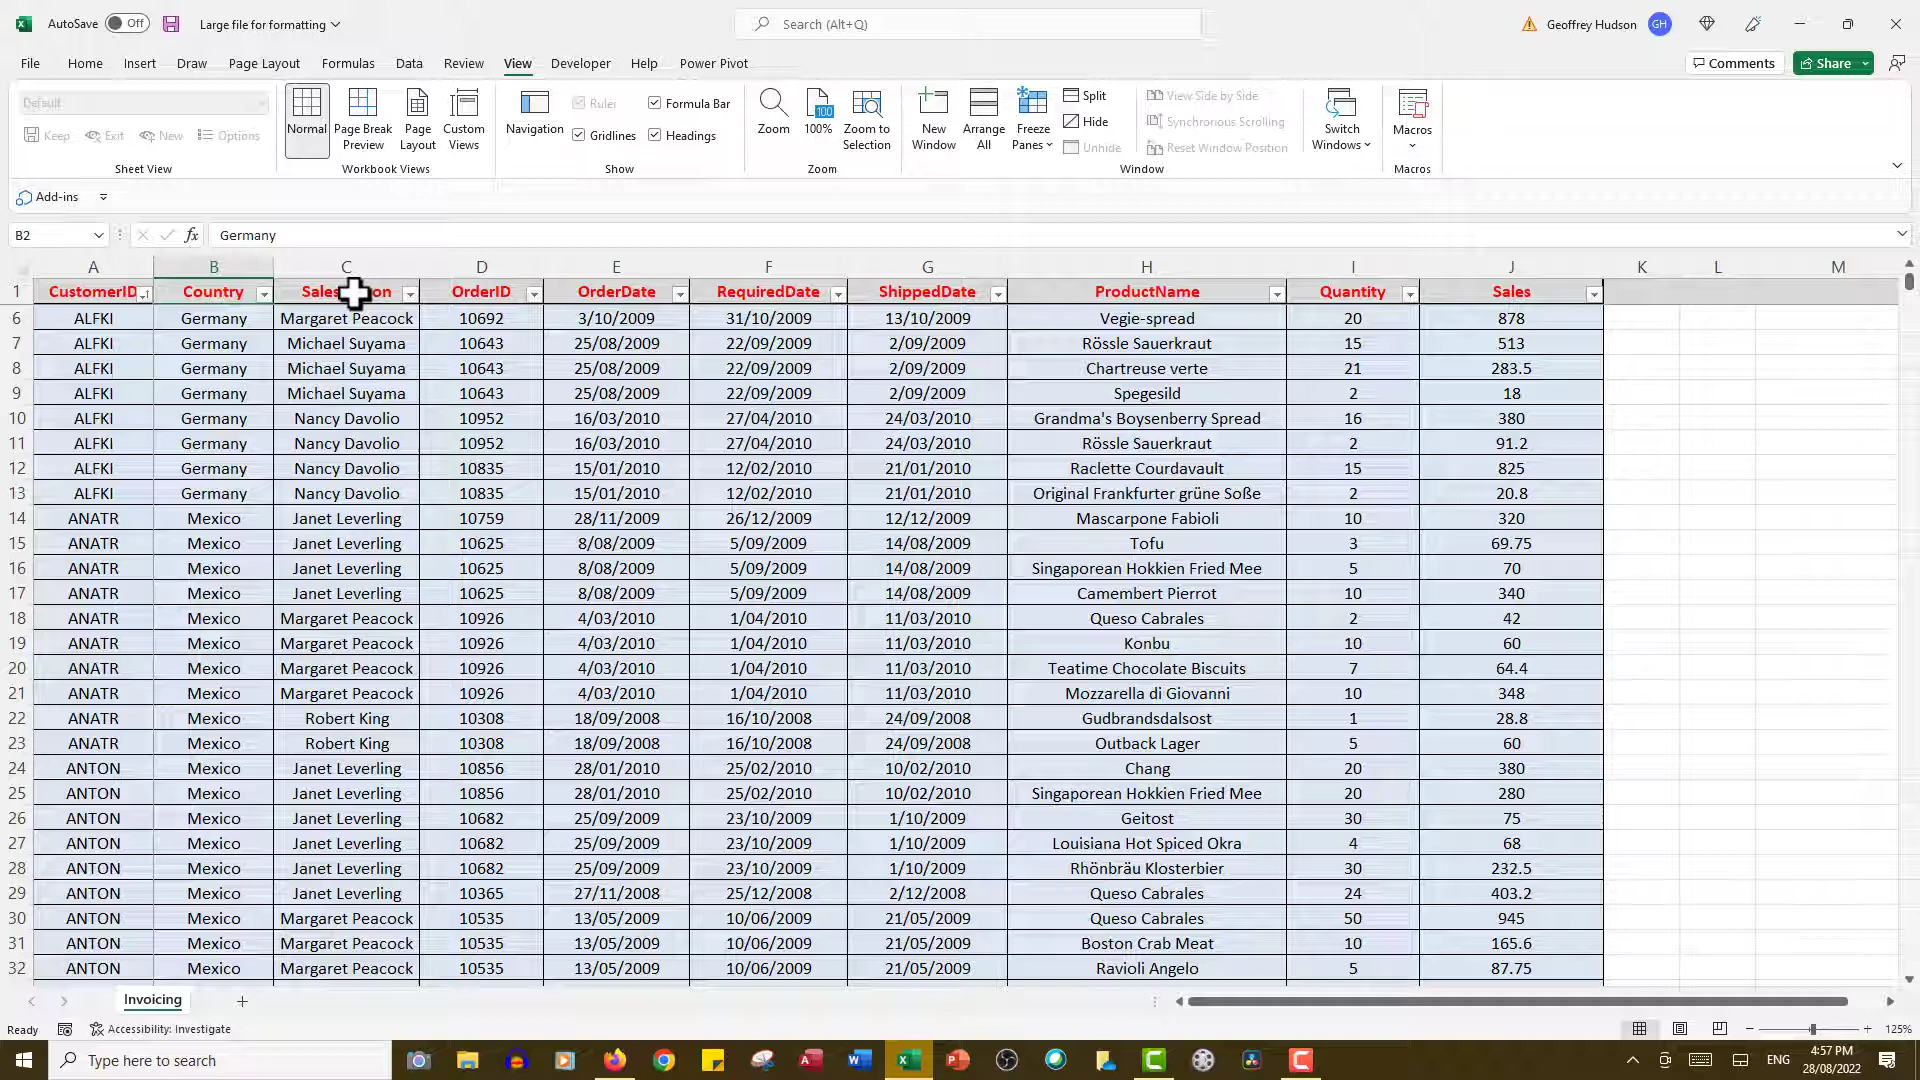 AutoSave Off Large file for formatting Search (Alt+Q) Geoffrey Hudson GH
File Home Insert Draw Page Layout Formulas Data Review View Developer Help Power Pivot Comments Share
Default
Keep Exit New Options
Sheet View
Normal
Page Break Preview
Page Layout
Custom Views
Workbook Views
Navigation
Ruler Formula Bar
Gridlines Headings
Show
Zoom
100 100%
Zoom to Selection
Zoom
New Window
Arrange All
Freeze Panes
Split
Hide
Unhide
View Side by Side
Synchronous Scrolling
Reset Window Position
Switch Windows
Window
Macros
Macros
Add-ins
B2 fx Germany
A B C D E F G H I J K L M
1 CustomerID Country OrderID OrderDate RequiredDate ShippedDate ProductName Quantity Sales
6 ALFKI Germany Margaret Peacock 10692 3/10/2009 31/10/2009 13/10/2009 Vegie-spread 20 878
7 ALFKI Germany Michael Suyama 10643 25/08/2009 22/09/2009 2/09/2009 Rössle Sauerkraut 15 513
8 ALFKI Germany Michael Suyama 10643 25/08/2009 22/09/2009 2/09/2009 Chartreuse verte 21 283.5
9 ALFKI Germany Michael Suyama 10643 25/08/2009 22/09/2009 2/09/2009 Spegesild 2 18
10 ALFKI Germany Nancy Davolio 10952 16/03/2010 27/04/2010 24/03/2010 Grandma's Boysenberry Spread 16 380
11 ALFKI Germany Nancy Davolio 10952 16/03/2010 27/04/2010 24/03/2010 Rössle Sauerkraut 2 91.2
12 ALFKI Germany Nancy Davolio 10835 15/01/2010 12/02/2010 21/01/2010 Raclette Courdavault 15 825
13 ALFKI Germany Nancy Davolio 10835 15/01/2010 12/02/2010 21/01/2010 Original Frankfurter grüne Soße 2 20.8
14 ANATR Mexico Janet Leverling 10759 28/11/2009 26/12/2009 12/12/2009 Mascarpone Fabioli 10 320
15 ANATR Mexico Janet Leverling 10625 8/08/2009 5/09/2009 14/08/2009 Tofu 3 69.75
16 ANATR Mexico Janet Leverling 10625 8/08/2009 5/09/2009 14/08/2009 Singaporean Hokkien Fried Mee 5 70
17 ANATR Mexico Janet Leverling 10625 8/08/2009 5/09/2009 14/08/2009 Camembert Pierrot 10 340
18 ANATR Mexico Margaret Peacock 10926 4/03/2010 1/04/2010 11/03/2010 Queso Cabrales 2 42
19 ANATR Mexico Margaret Peacock 10926 4/03/2010 1/04/2010 11/03/2010 Konbu 10 60
20 ANATR Mexico Margaret Peacock 10926 4/03/2010 1/04/2010 11/03/2010 Teatime Chocolate Biscuits 7 64.4
21 ANATR Mexico Margaret Peacock 10926 4/03/2010 1/04/2010 11/03/2010 Mozzarella di Giovanni 10 348
22 ANATR Mexico Robert King 10308 18/09/2008 16/10/2008 24/09/2008 Gudbrandsdalsost 1 28.8
23 ANATR Mexico Robert King 10308 18/09/2008 16/10/2008 24/09/2008 Outback Lager 5 60
24 ANTON Mexico Janet Leverling 10856 28/01/2010 25/02/2010 10/02/2010 Chang 20 380
25 ANTON Mexico Janet Leverling 10856 28/01/2010 25/02/2010 10/02/2010 Singaporean Hokkien Fried Mee 20 280
26 ANTON Mexico Janet Leverling 10682 25/09/2009 23/10/2009 1/10/2009 Geitost 30 75
27 ANTON Mexico Janet Leverling 10682 25/09/2009 23/10/2009 1/10/2009 Louisiana Hot Spiced Okra 4 68
28 ANTON Mexico Janet Leverling 10682 25/09/2009 23/10/2009 1/10/2009 Rhönbräu Klosterbier 30 232.5
29 ANTON Mexico Janet Leverling 10365 27/11/2008 25/12/2008 2/12/2008 Queso Cabrales 24 403.2
30 ANTON Mexico Margaret Peacock 10535 13/05/2009 10/06/2009 21/05/2009 Queso Cabrales 50 945
31 ANTON Mexico Margaret Peacock 10535 13/05/2009 10/06/2009 21/05/2009 Boston Crab Meat 10 165.6
32 ANTON Mexico Margaret Peacock 10535 13/05/2009 10/06/2009 21/05/2009 Ravioli Angelo 5 87.75
Invoicing
Ready Accessibility: Investigate 125%
Type here to search ENG 4:57 PM
28/08/2022